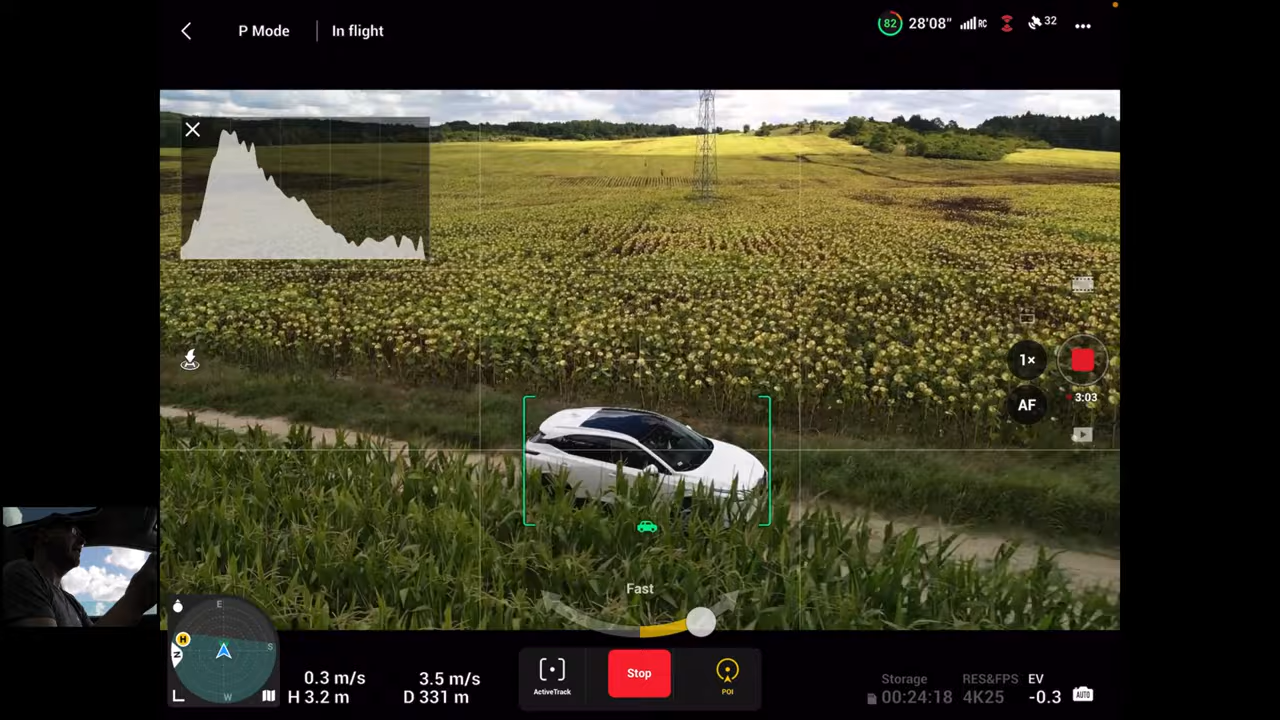 P Mode
In flight
82
28'08"
RC
32
1×
AF
3:03
Fast
E
H
S
N
W
0.3 m/s
3.5 m/s
H 3.2 m
D 331 m
ActiveTrack
Stop
POI
Storage
00:24:18
RES&FPS
4K25
EV
-0.3
AUTO